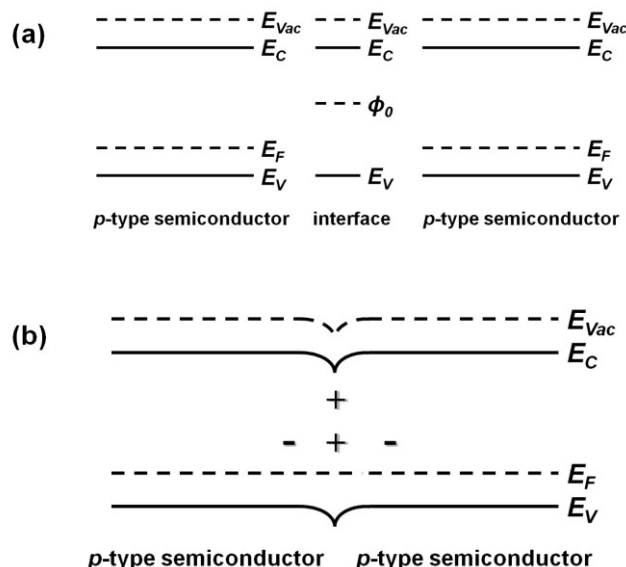 (a)
E_Vac E_Vac E_Vac
E_C E_C E_C
ϕ_0
E_F E_F
E_V E_V E_V
p-type semiconductor interface p-type semiconductor
(b)
E_Vac
E_C
+
- + -
E_F
E_V
p-type semiconductor p-type semiconductor